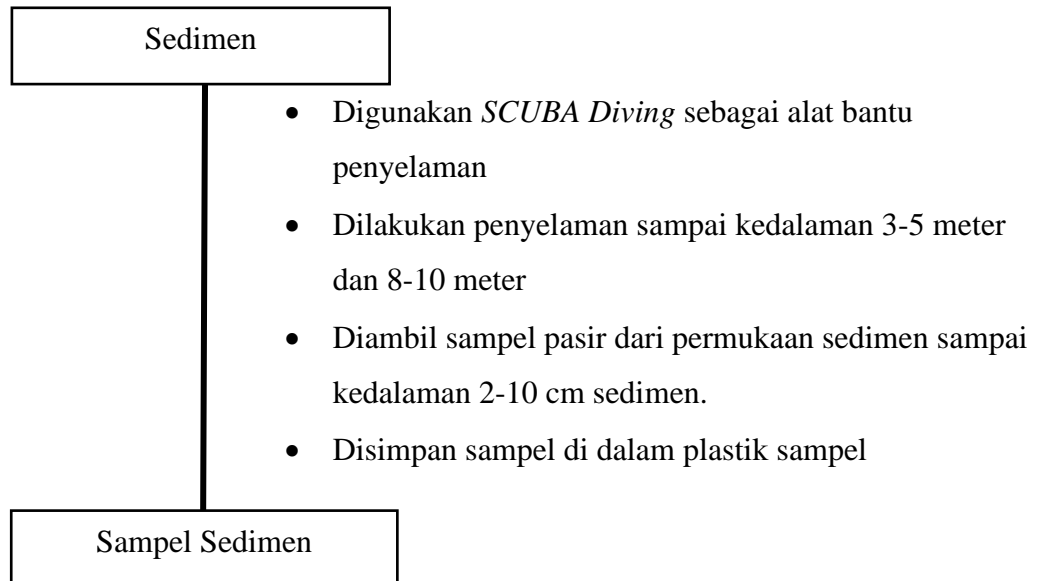 Sedimen
• Digunakan SCUBA Diving sebagai alat bantu
penyelaman
• Dilakukan penyelaman sampai kedalaman 3-5 meter
dan 8-10 meter
• Diambil sampel pasir dari permukaan sedimen sampai
kedalaman 2-10 cm sedimen.
• Disimpan sampel di dalam plastik sampel
Sampel Sedimen